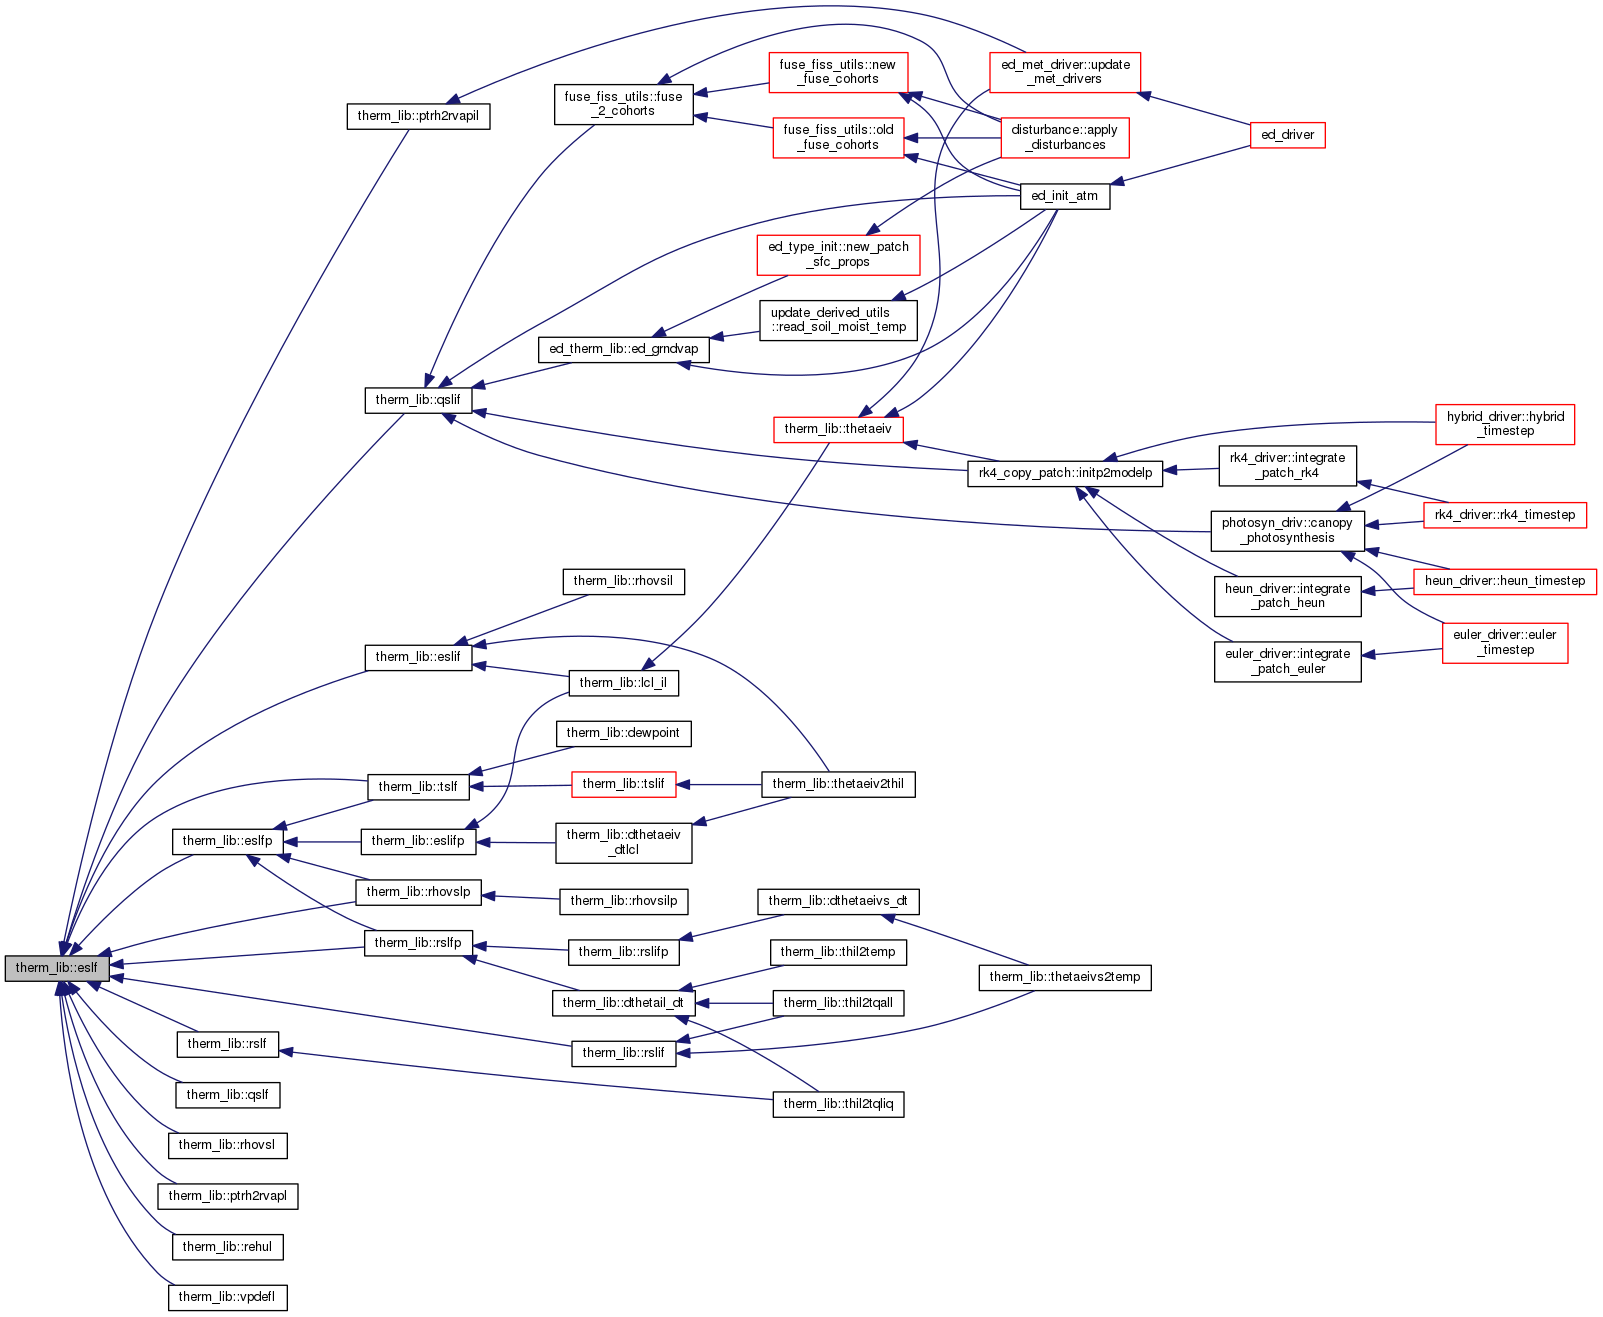 therm_lib::eslf
therm_lib::ptrh2rvapil
therm_lib::qslif
therm_lib::eslif
therm_lib::tslf
therm_lib::eslfp
therm_lib::eslifp
therm_lib::rhovslp
therm_lib::rslfp
therm_lib::rslf
therm_lib::qslf
therm_lib::rhovsl
therm_lib::ptrh2rvapl
therm_lib::rehul
therm_lib::vpdefl
fuse_fiss_utils::fuse
_2_cohorts
ed_therm_lib::ed_grndvap
therm_lib::rhovsil
therm_lib::lcl_il
therm_lib::dewpoint
therm_lib::tslif
therm_lib::dthetaeiv
_dtlcl
therm_lib::rhovsilp
therm_lib::rslifp
therm_lib::dthetail_dt
therm_lib::rslif
fuse_fiss_utils::new
_fuse_cohorts
fuse_fiss_utils::old
_fuse_cohorts
ed_type_init::new_patch
_sfc_props
update_derived_utils
::read_soil_moist_temp
therm_lib::thetaeiv
therm_lib::thetaeiv2thil
therm_lib::dthetaeivs_dt
therm_lib::thil2temp
therm_lib::thil2tqall
therm_lib::thil2tqliq
ed_met_driver::update
_met_drivers
disturbance::apply
_disturbances
ed_init_atm
rk4_copy_patch::initp2modelp
therm_lib::thetaeivs2temp
ed_driver
rk4_driver::integrate
_patch_rk4
photosyn_driv::canopy
_photosynthesis
heun_driver::integrate
_patch_heun
euler_driver::integrate
_patch_euler
hybrid_driver::hybrid
_timestep
rk4_driver::rk4_timestep
heun_driver::heun_timestep
euler_driver::euler
_timestep